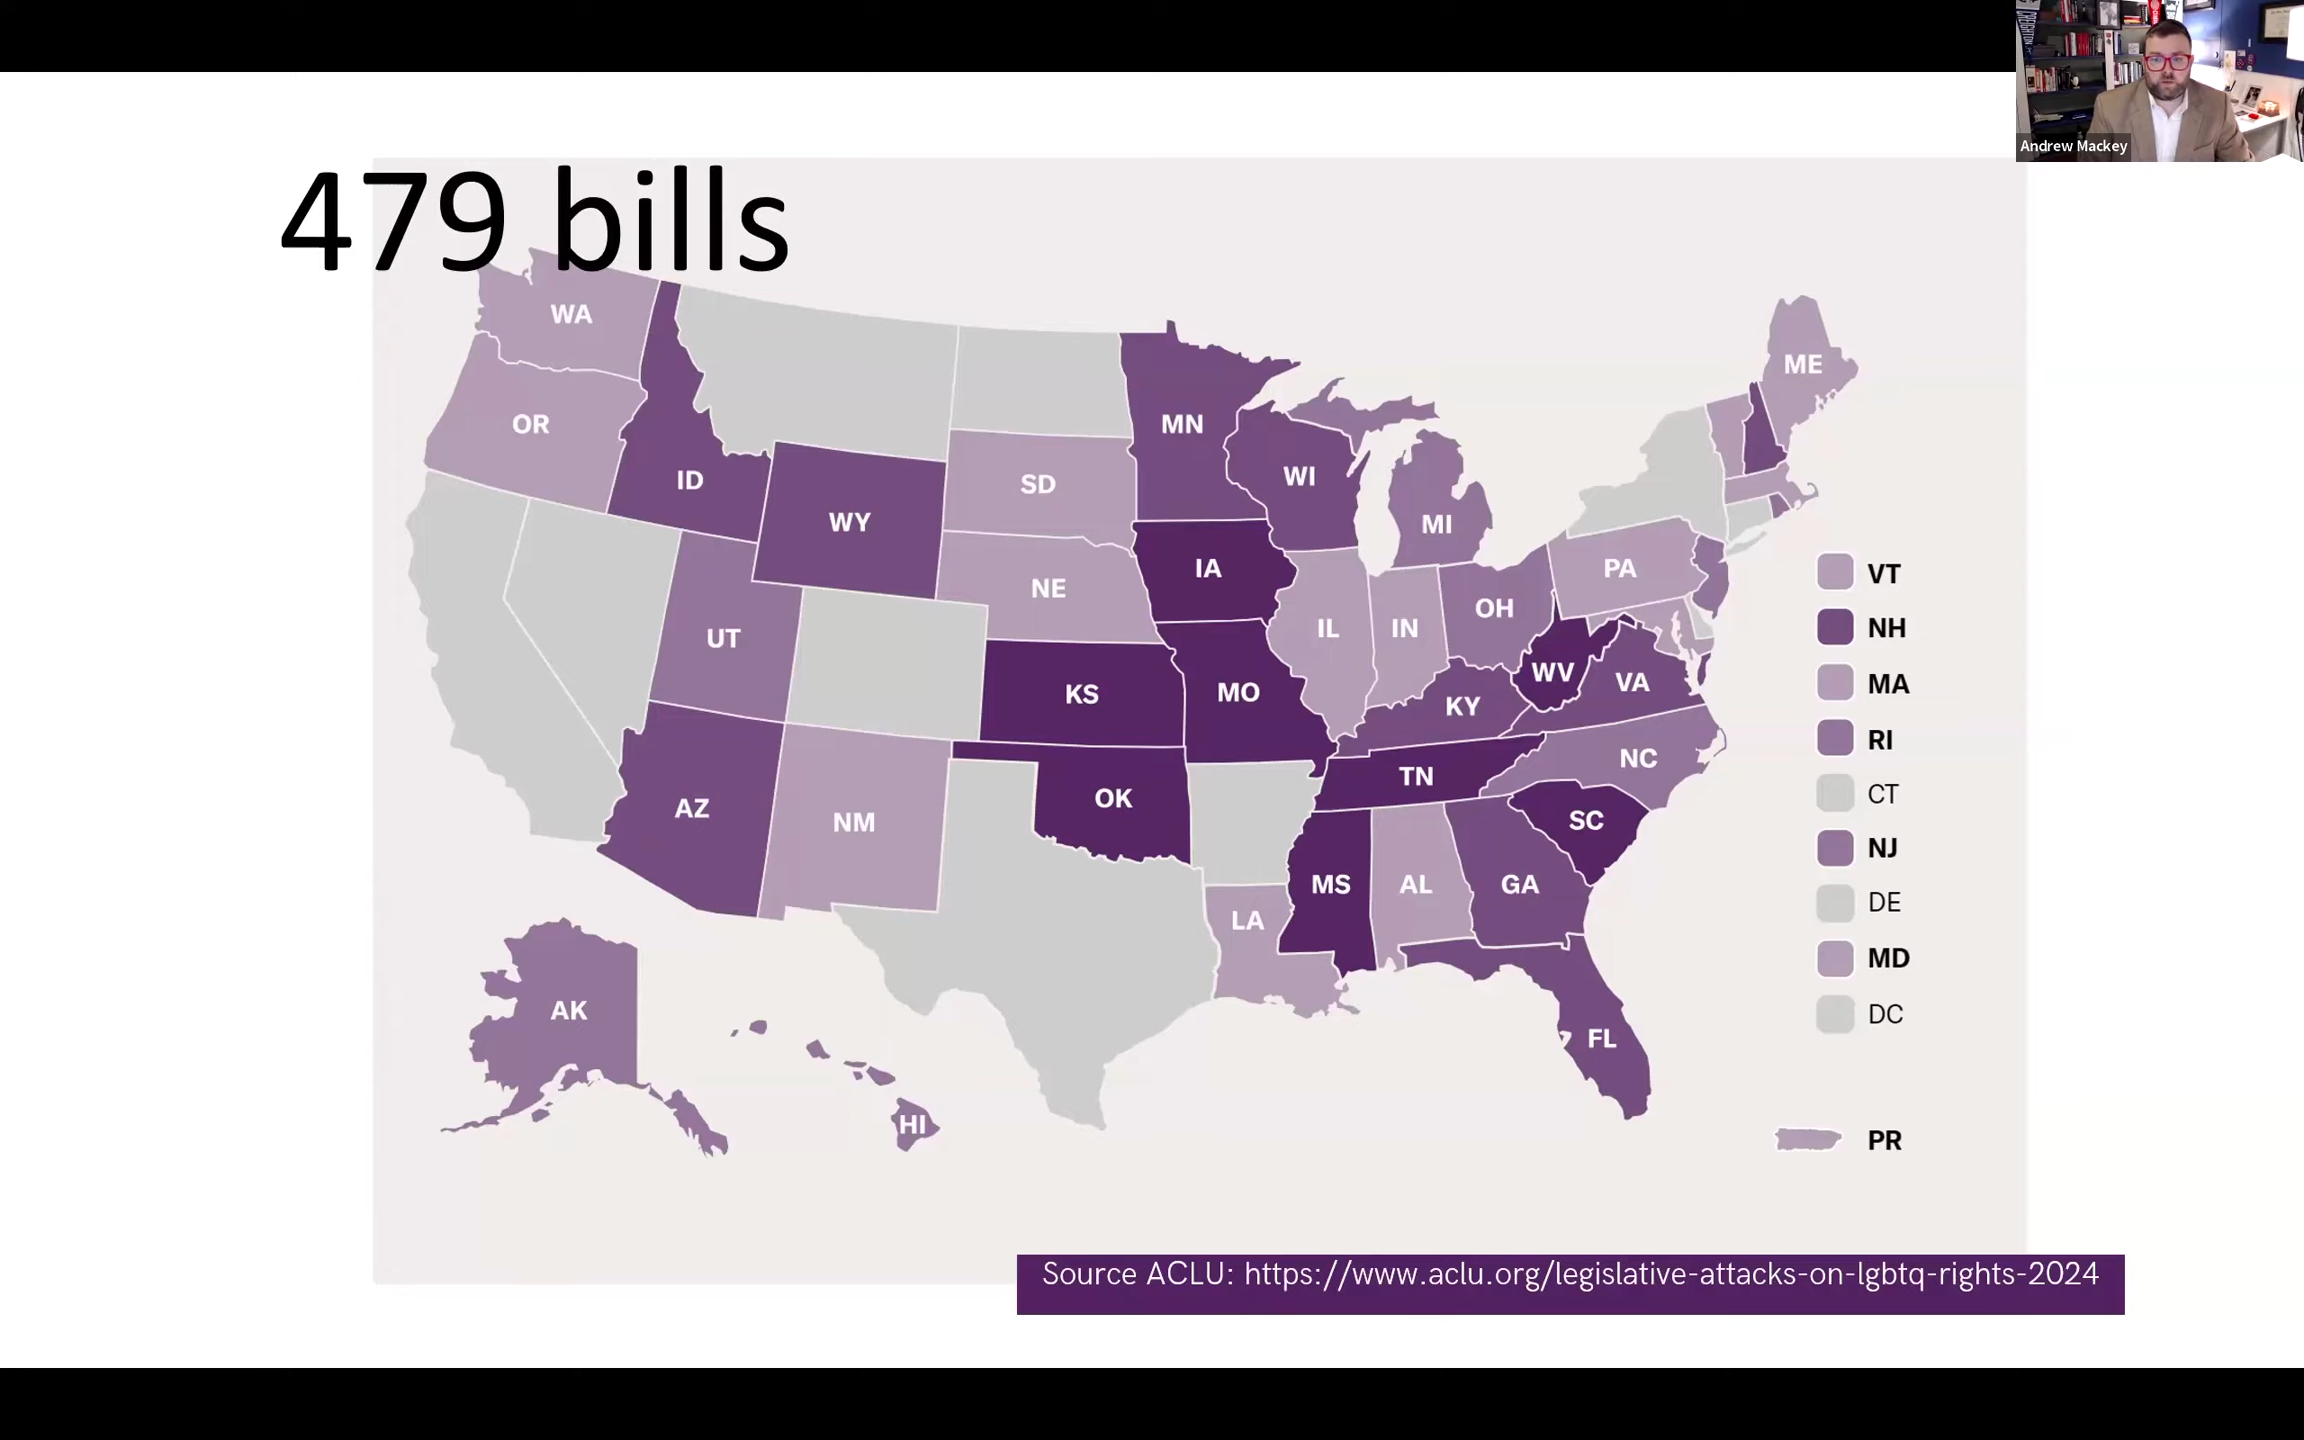 Andrew Mackey
479 bills
WA
ME
OR
MN
ID
WI
SD
WY
MI
IA
PA
NE
OH
UT
IL
IN
KS
MO
WV
VA
KY
NC
TN
AZ
OK
NM
SC
MS
AL
GA
LA
AK
FL
HI
VT
NH
MA
RI
CT
NJ
DE
MD
DC
PR
Source ACLU: https://www.aclu.org/legislative-attacks-on-lgbtq-rights-2024